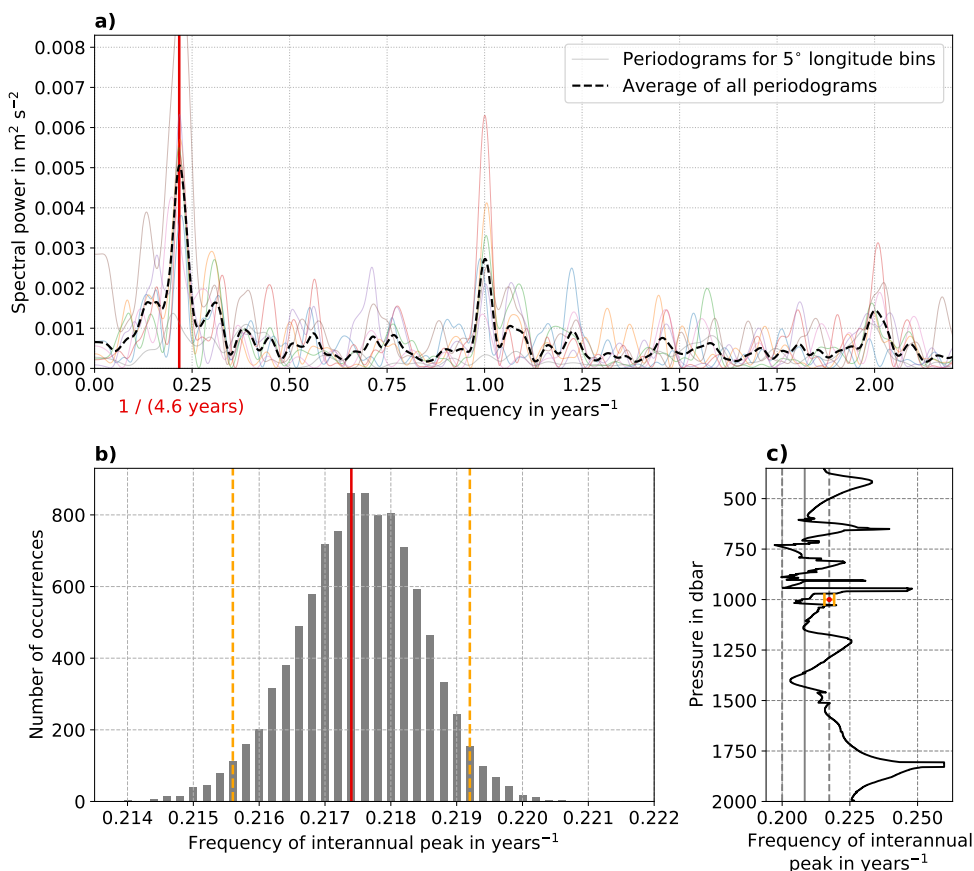 a)
Spectral power in m² s⁻²
0.008
0.007
0.006
0.005
0.004
0.003
0.002
0.001
0.000
Periodograms for 5° longitude bins
Average of all periodograms
0.00 0.25 0.50 0.75 1.00 1.25 1.50 1.75 2.00
1 / (4.6 years)
Frequency in years⁻¹
b)
Number of occurrences
800
600
400
200
0
0.214 0.215 0.216 0.217 0.218 0.219 0.220 0.221 0.222
Frequency of interannual peak in years⁻¹
c)
Pressure in dbar
500
750
1000
1250
1500
1750
2000
0.200 0.225 0.250
Frequency of interannual
peak in years⁻¹